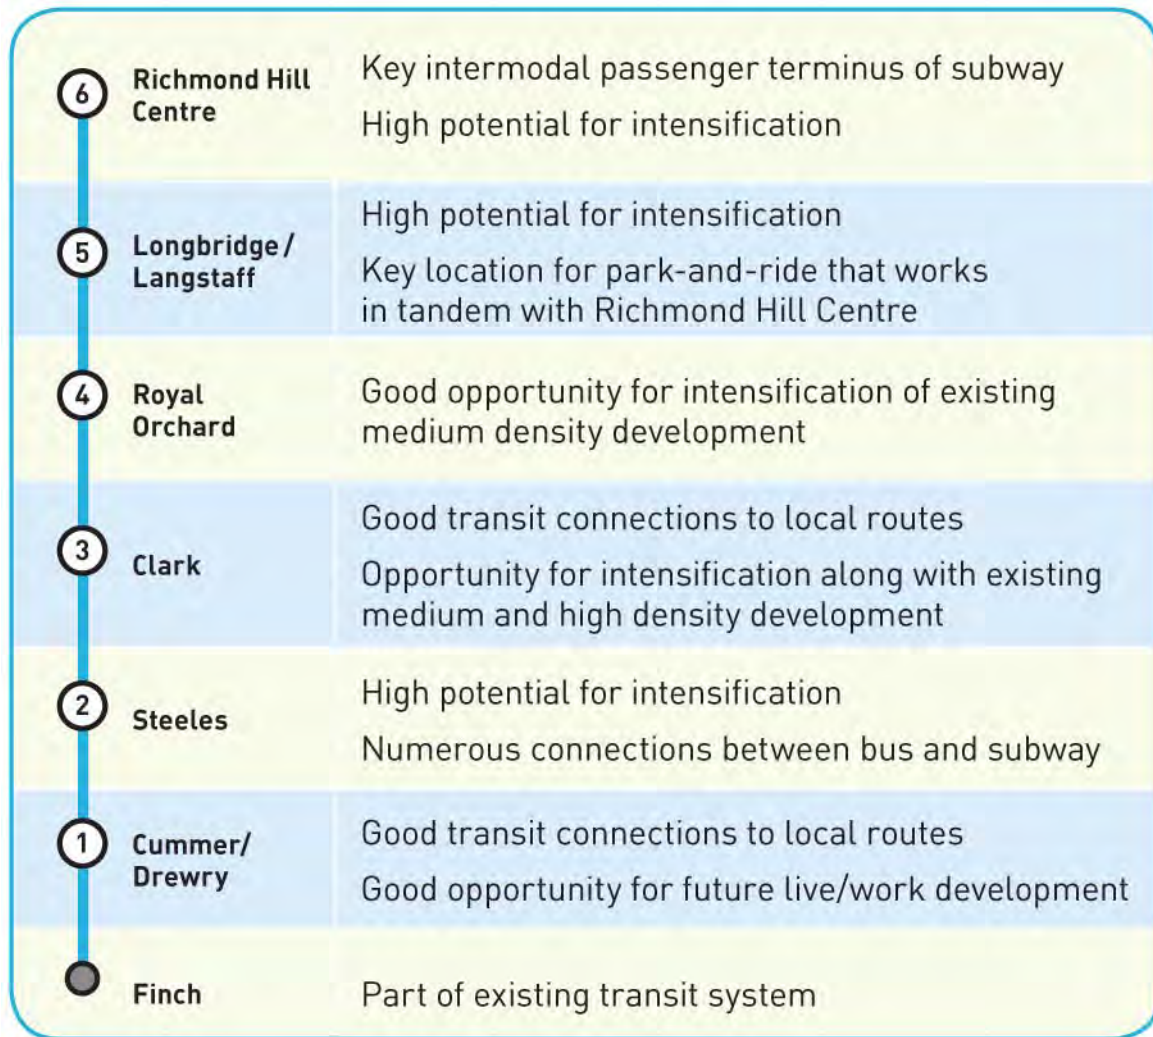 6
Richmond Hill
Centre
Key intermodal passenger terminus of subway
High potential for intensification
5
Longbridge/
Langstaff
High potential for intensification
Key location for park-and-ride that works
in tandem with Richmond Hill Centre
4
Royal
Orchard
Good opportunity for intensification of existing
medium density development
3
Clark
Good transit connections to local routes
Opportunity for intensification along with existing
medium and high density development
2
Steeles
High potential for intensification
Numerous connections between bus and subway
1
Cummer/
Drewry
Good transit connections to local routes
Good opportunity for future live/work development
Finch
Part of existing transit system